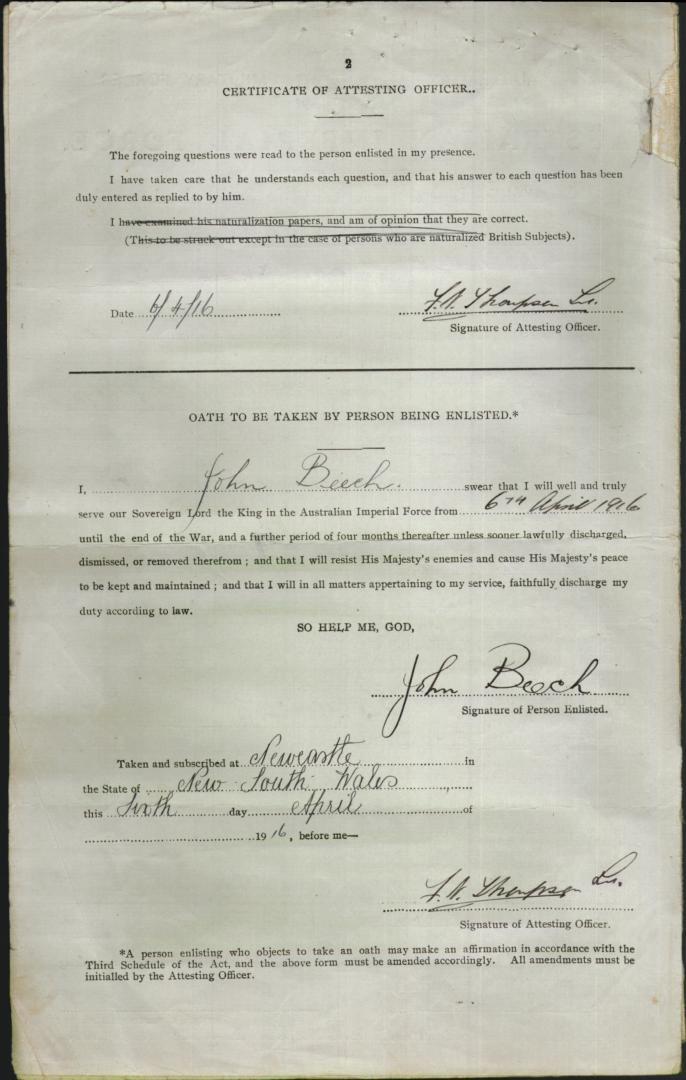 2
CERTIFICATE OF ATTESTING OFFICER..
The foregoing questions were read to the person enlisted in my presence.
I have taken care that he understands each question, and that his answer to each question has been
duly entered as replied to by him.
I have examined his naturalization papers, and am of opinion that they are correct.
(This to be struck out except in the case of persons who are naturalized British Subjects).
Date 6/4/16 F. W. Thompson Lt.
Signature of Attesting Officer.
OATH TO BE TAKEN BY PERSON BEING ENLISTED.*
I, John Beech. swear that I will well and truly
serve our Sovereign Lord the King in the Australian Imperial Force from 6TH April 1916
until the end of the War, and a further period of four months thereafter unless sooner lawfully discharged,
dismissed, or removed therefrom ; and that I will resist His Majesty's enemies and cause His Majesty's peace
to be kept and maintained ; and that I will in all matters appertaining to my service, faithfully discharge my
duty according to law.
SO HELP ME, GOD,
John Beech
Signature of Person Enlisted.
Taken and subscribed at Newcastle in
the State of New South Wales
this Sixth day April of
1916, before me—
F. W. Thompson Lt.
Signature of Attesting Officer.
*A person enlisting who objects to take an oath may make an affirmation in accordance with the
Third Schedule of the Act, and the above form must be amended accordingly. All amendments must be
initialled by the Attesting Officer.